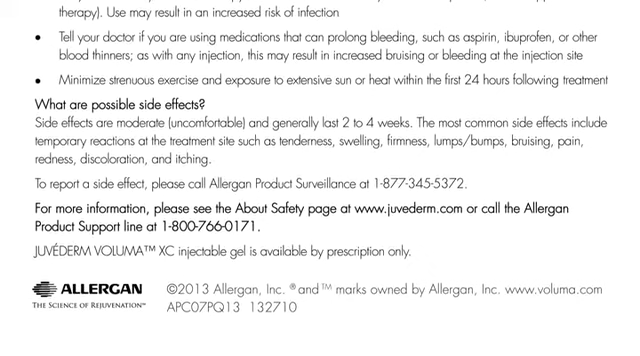 therapy). Use may result in an increased risk of infection
• Tell your doctor if you are using medications that can prolong bleeding, such as aspirin, ibuprofen, or other
blood thinners; as with any injection, this may result in increased bruising or bleeding at the injection site
• Minimize strenuous exercise and exposure to extensive sun or heat within the first 24 hours following treatment
What are possible side effects?
Side effects are moderate (uncomfortable) and generally last 2 to 4 weeks. The most common side effects include
temporary reactions at the treatment site such as tenderness, swelling, firmness, lumps/bumps, bruising, pain,
redness, discoloration, and itching.
To report a side effect, please call Allergan Product Surveillance at 1-877-345-5372.
For more information, please see the About Safety page at www.juvederm.com or call the Allergan
Product Support line at 1-800-766-0171.
JUVÉDERM VOLUMA™ XC injectable gel is available by prescription only.
ALLERGAN
THE SCIENCE OF REJUVENATION™
©2013 Allergan, Inc. ® and ™ marks owned by Allergan, Inc. www.voluma.com
APC07PQ13 132710